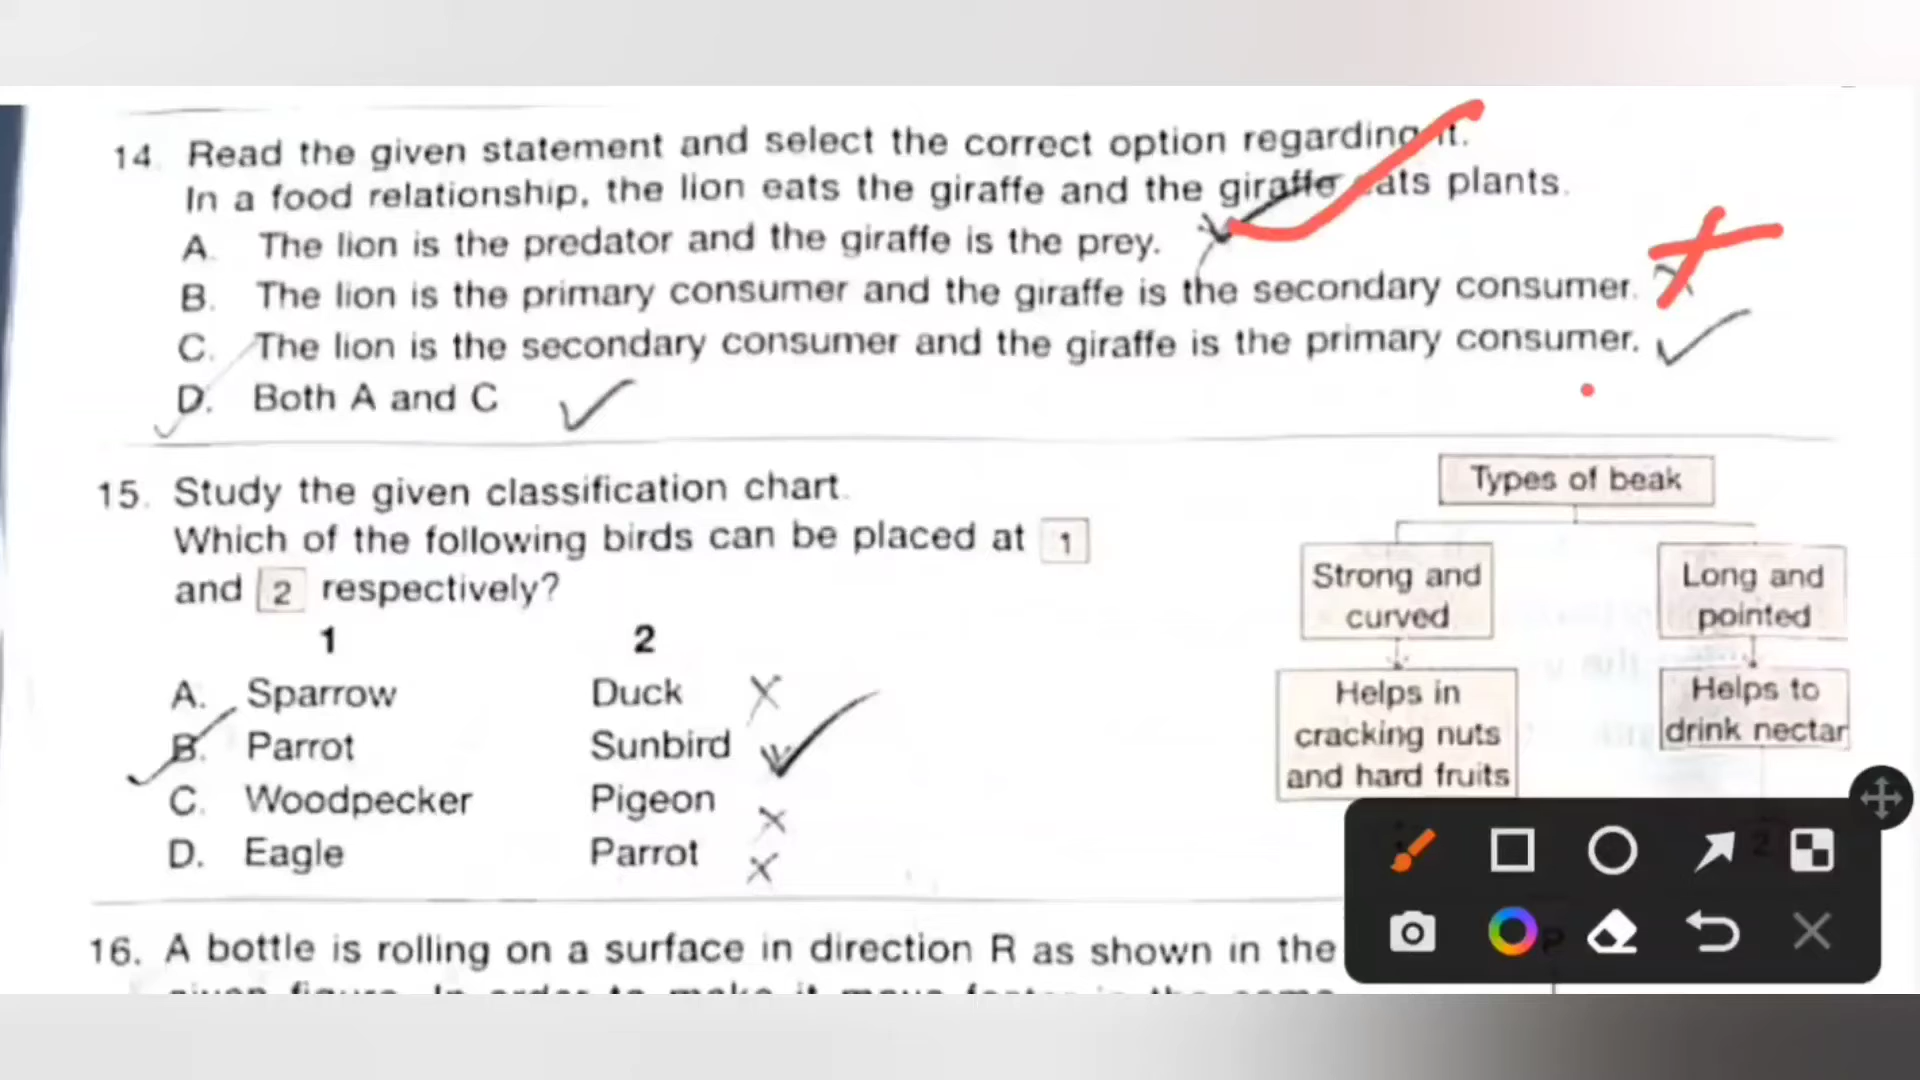 14. Read the given statement and select the correct option regarding it.
In a food relationship, the lion eats the giraffe and the giraffe eats plants.
A. The lion is the predator and the giraffe is the prey.
B. The lion is the primary consumer and the giraffe is the secondary consumer.
C. The lion is the secondary consumer and the giraffe is the primary consumer.
D. Both A and C
15. Study the given classification chart.
Which of the following birds can be placed at 1
and 2 respectively?
1 2
A. Sparrow Duck
B. Parrot Sunbird
C. Woodpecker Pigeon
D. Eagle Parrot
Types of beak
Strong and
curved
Long and
pointed
Helps in
cracking nuts
and hard fruits
Helps to
drink nectar
2
16. A bottle is rolling on a surface in direction R as shown in the
P